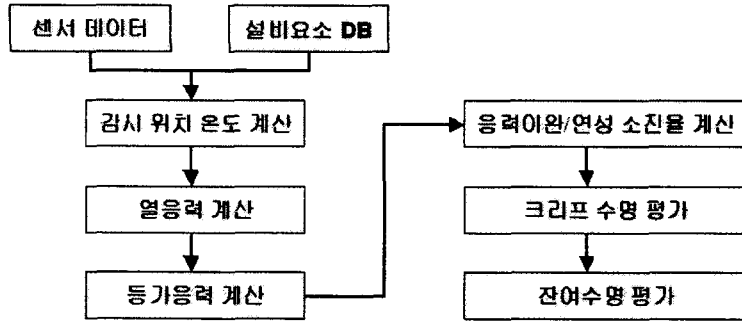 센서 데이터
설비요소 DB
감시 위치 온도 계산
열응력 계산
등가응력 계산
응력이완/연성 소진율 계산
크리프 수명 평가
잔여수명 평가